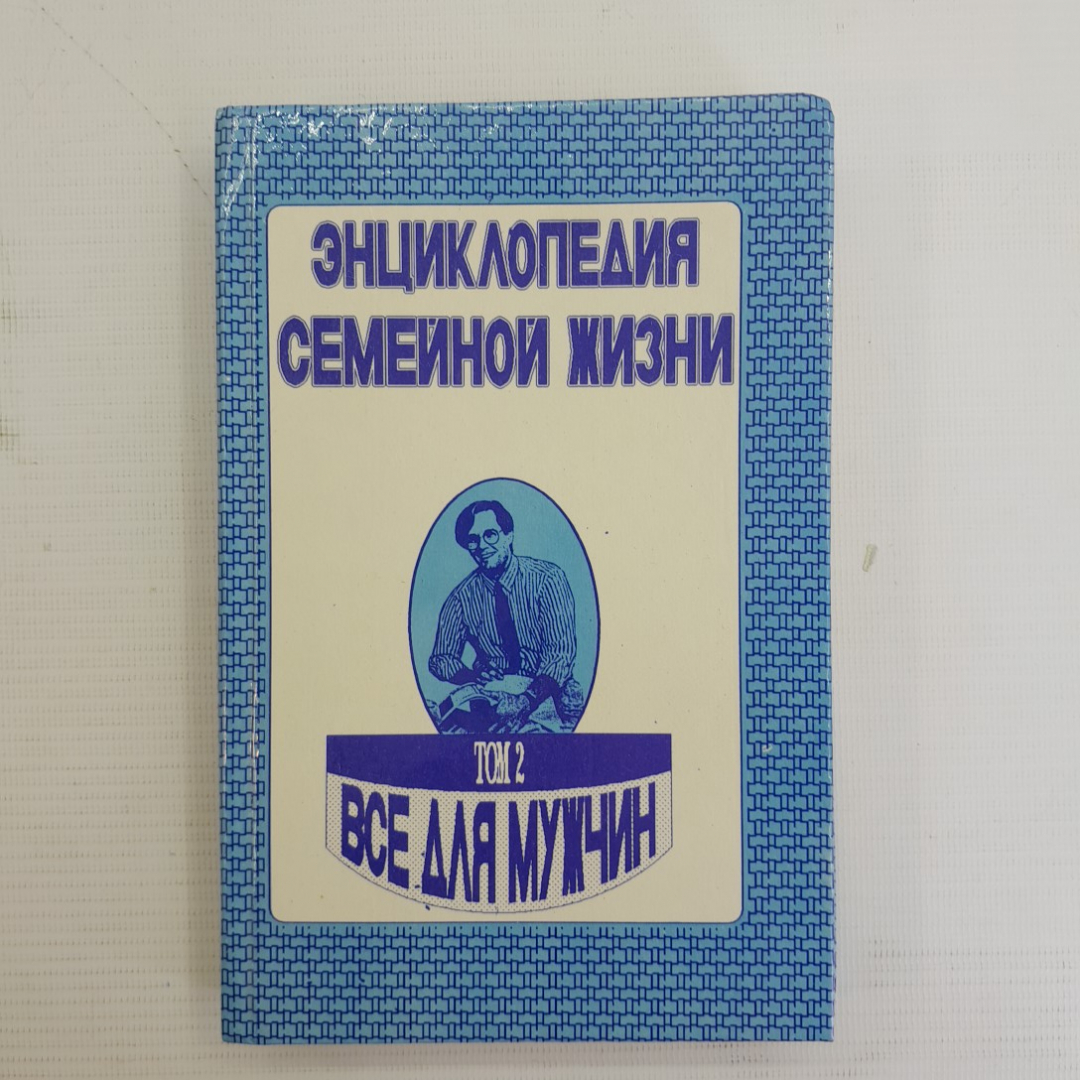 ЭНЦИКЛОПЕДИЯ
СЕМЕЙНОЙ ЖИЗНИ
ТОМ 2
ВСЕ ДЛЯ МУЖЧИН